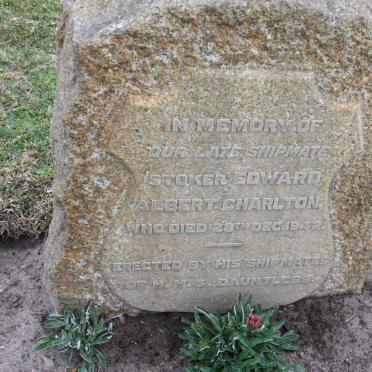 IN MEMORY OF
OUR LATE SHIPMATE
STOKER EDWARD
ALBERT CHARLTON
WHO DIED 28TH DEC. 1942.
ERECTED BY HIS SHIPMATES
OF H.M.S. DAUNTLESS